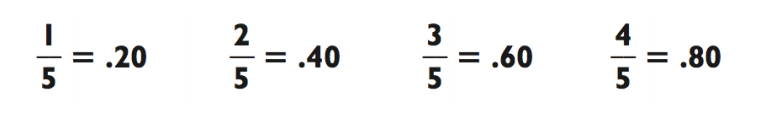 1/5 = .20 2/5 = .40 3/5 = .60 4/5 = .80